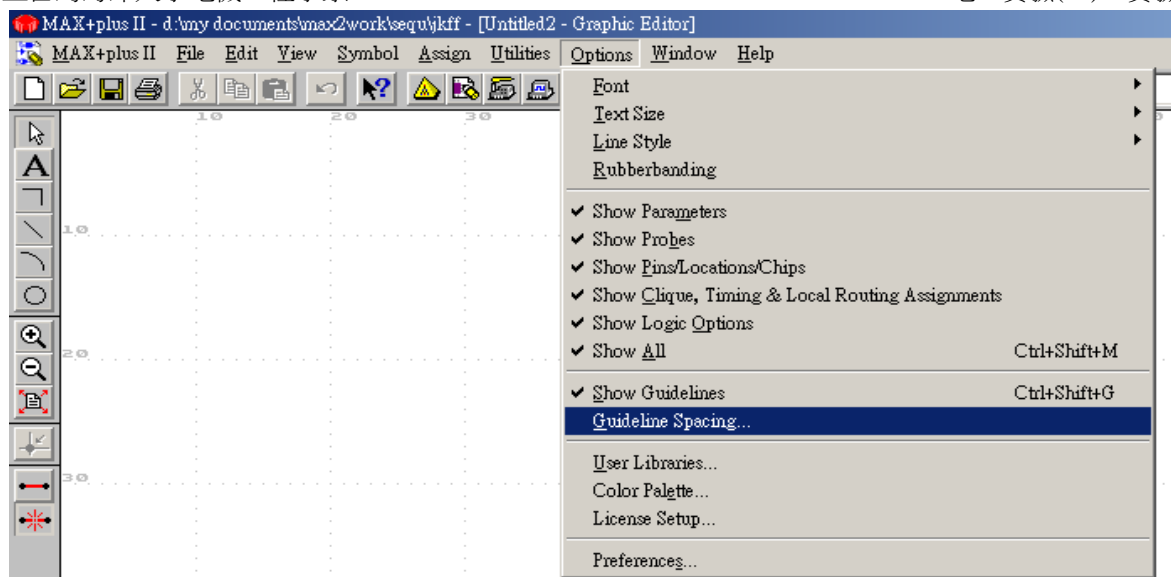 MAX+plus II - d:\my documents\max2work\sequ\jkff - [Untitled2 - Graphic Editor]
MAX+plus II File Edit View Symbol Assign Utilities Options Window Help
10 20 30
A
10
20
30
Font
Text Size
Line Style
Rubberbanding
Show Parameters
Show Probes
Show Pins/Locations/Chips
Show Clique, Timing & Local Routing Assignments
Show Logic Options
Show All Ctrl+Shift+M
Show Guidelines Ctrl+Shift+G
Guideline Spacing...
User Libraries...
Color Palette...
License Setup...
Preferences...